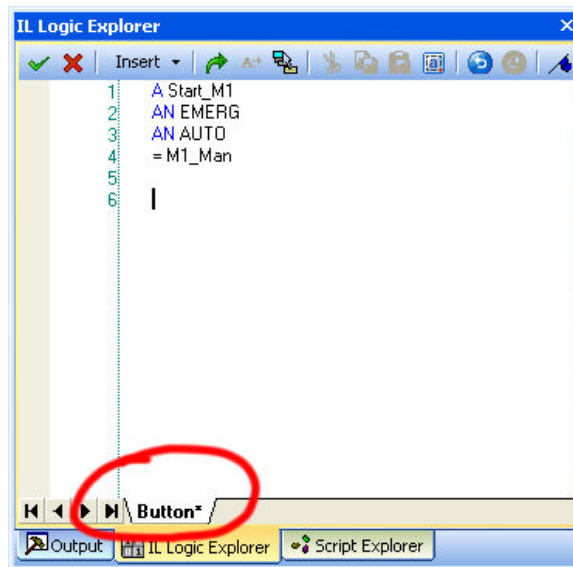 IL Logic Explorer
Insert
1 A Start_M1
2 AN EMERG
3 AN AUTO
4 = M1_Man
5
6
Button*
Output IL Logic Explorer Script Explorer